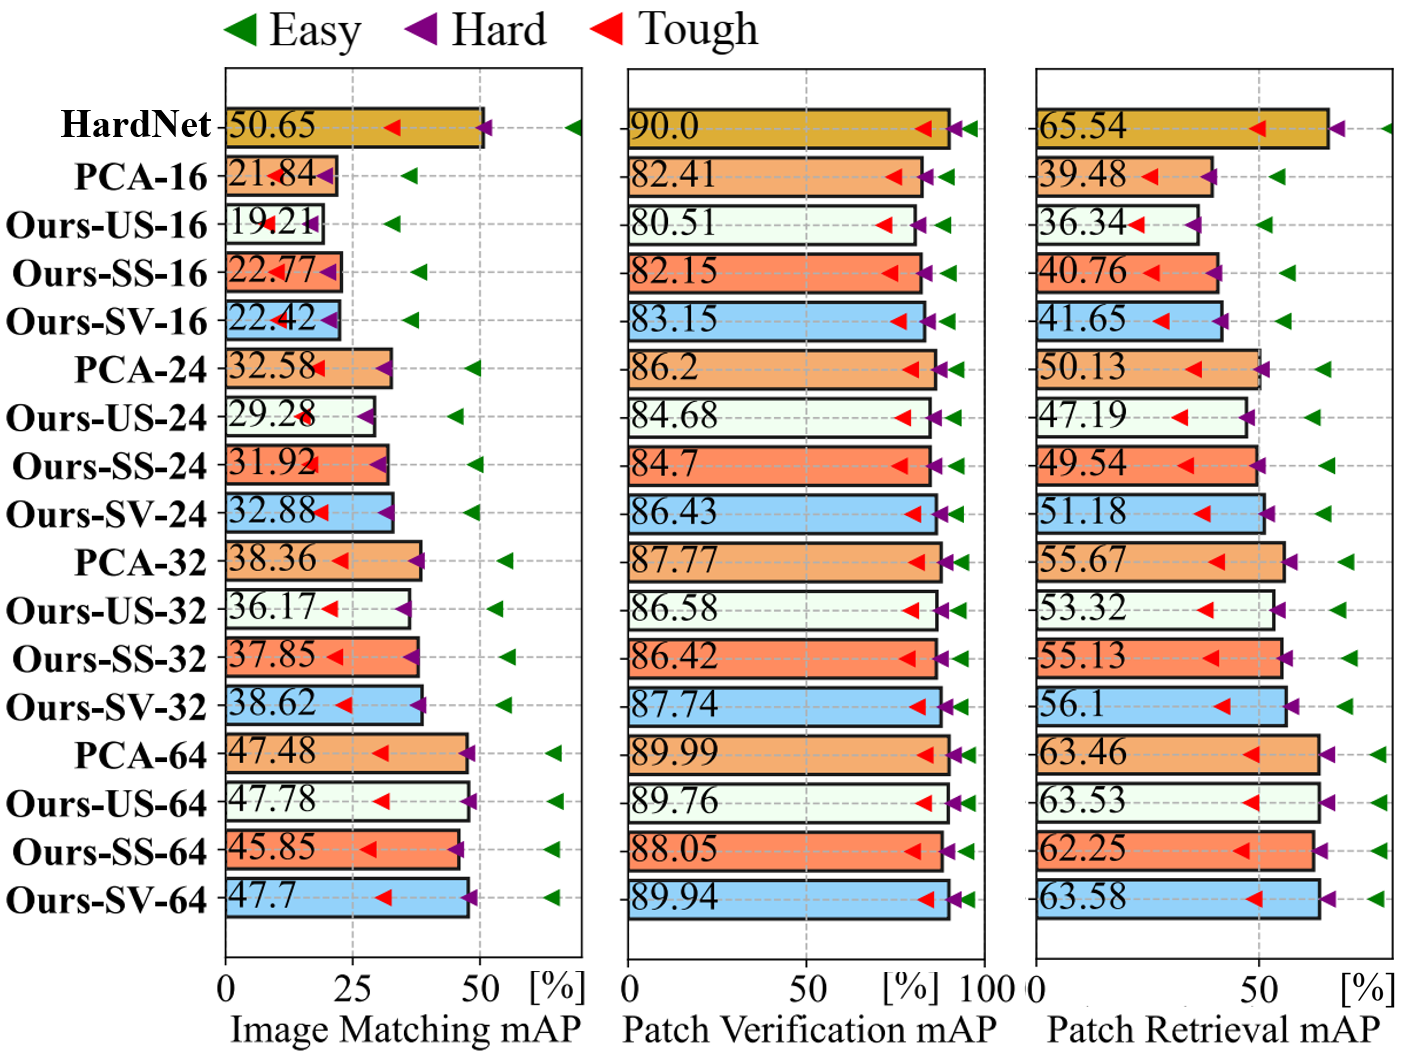 Easy Hard Tough
HardNet 50.65 90.0 65.54
PCA-16 21.84 82.41 39.48
Ours-US-16 19.21 80.51 36.34
Ours-SS-16 22.77 82.15 40.76
Ours-SV-16 22.42 83.15 41.65
PCA-24 32.58 86.2 50.13
Ours-US-24 29.28 84.68 47.19
Ours-SS-24 31.92 84.7 49.54
Ours-SV-24 32.88 86.43 51.18
PCA-32 38.36 87.77 55.67
Ours-US-32 36.17 86.58 53.32
Ours-SS-32 37.85 86.42 55.13
Ours-SV-32 38.62 87.74 56.1
PCA-64 47.48 89.99 63.46
Ours-US-64 47.78 89.76 63.53
Ours-SS-64 45.85 88.05 62.25
Ours-SV-64 47.7 89.94 63.58
0 25 50 [%] 0 50 [%] 100 0 50 [%]
Image Matching mAP Patch Verification mAP Patch Retrieval mAP